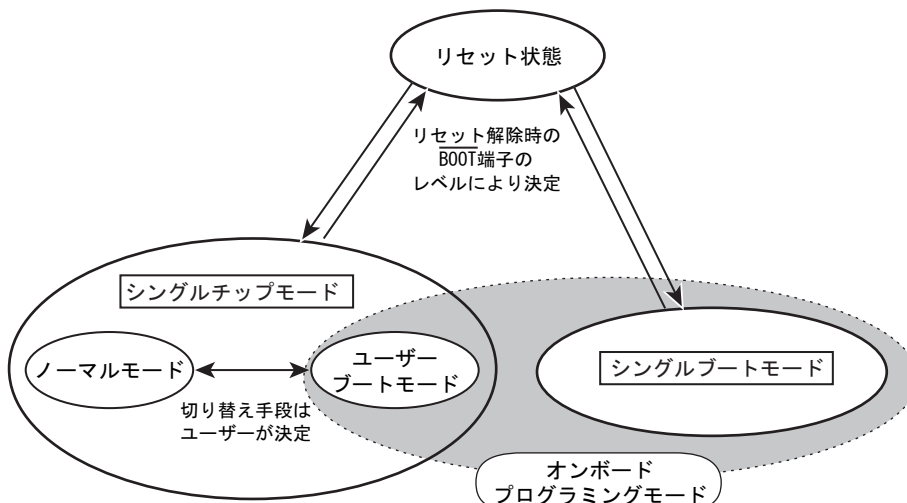 リセット状態
リセット解除時の
BOOT端子の
レベルにより決定
シングルチップモード
ノーマルモード
ユーザー
ブートモード
切り替え手段は
ユーザーが決定
シングルブートモード
オンボード
プログラミングモード